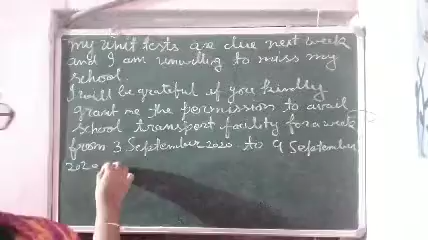 My unit tests are due next week
and I am unwilling to miss my
school.
I will be grateful if you kindly
grant me the permission to avail
school transport facility for a week
from 3 September 2020 to 9 September
2020